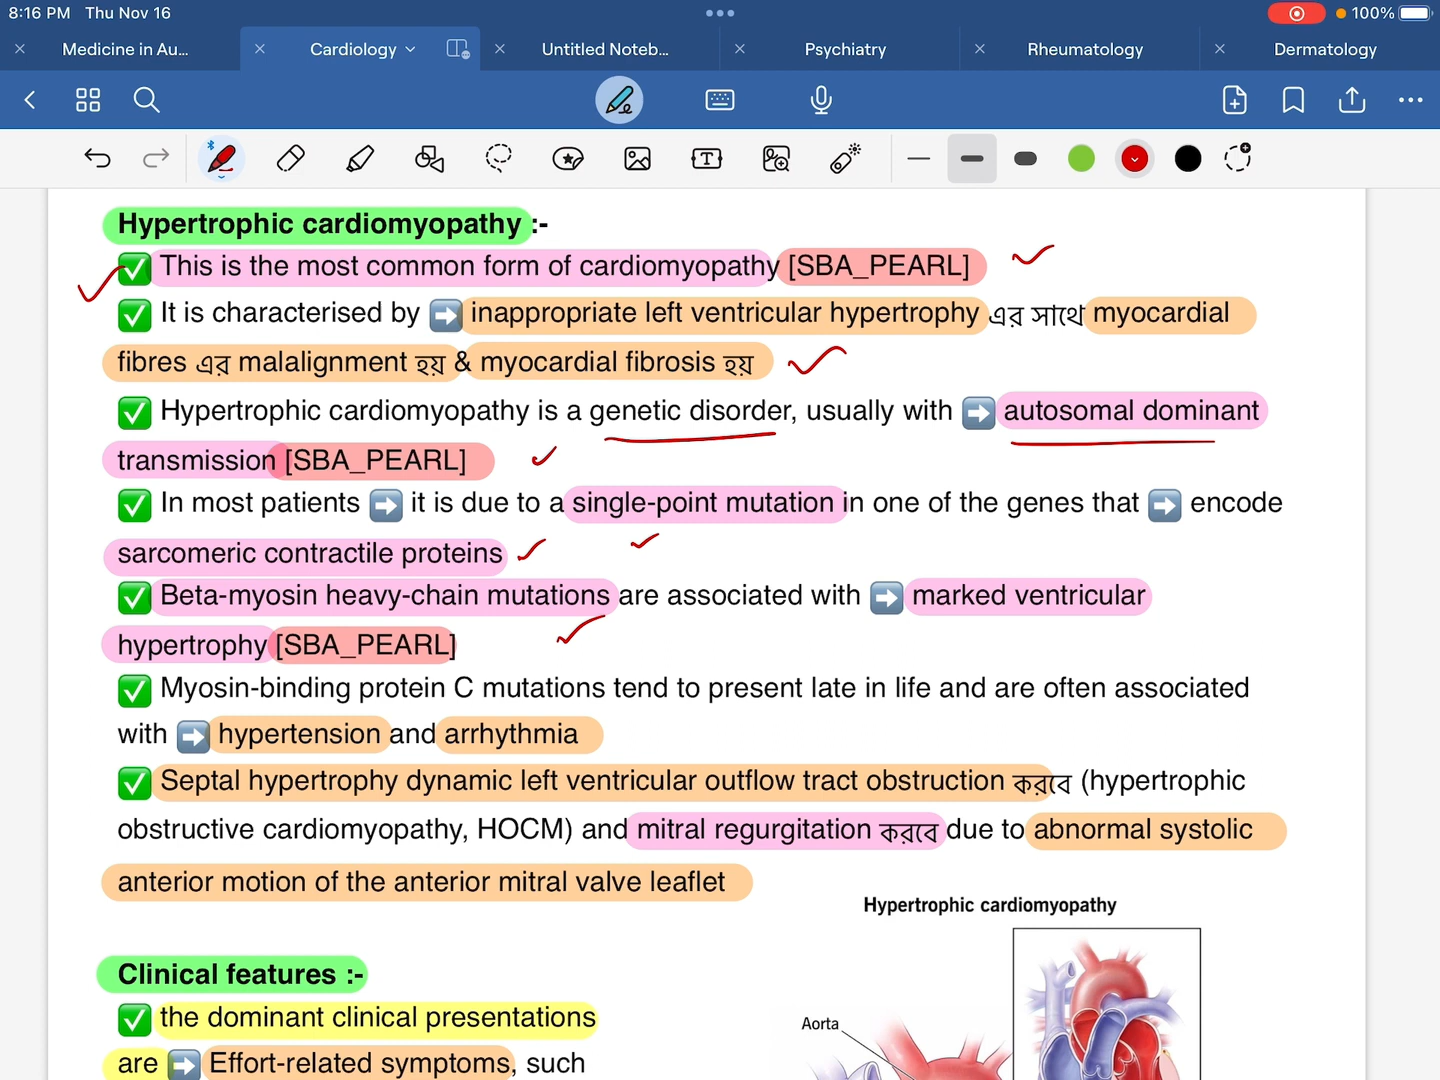 8:16 PM Thu Nov 16
100%
Medicine in Au...
Cardiology
Untitled Noteb...
Psychiatry
Rheumatology
Dermatology
Hypertrophic cardiomyopathy :-
✅ This is the most common form of cardiomyopathy [SBA_PEARL]
✅ It is characterised by ➡️ inappropriate left ventricular hypertrophy এর সাথে myocardial
fibres এর malalignment হয় & myocardial fibrosis হয়
✅ Hypertrophic cardiomyopathy is a genetic disorder, usually with ➡️ autosomal dominant
transmission [SBA_PEARL]
✅ In most patients ➡️ it is due to a single-point mutation in one of the genes that ➡️ encode
sarcomeric contractile proteins
✅ Beta-myosin heavy-chain mutations are associated with ➡️ marked ventricular
hypertrophy [SBA_PEARL]
✅ Myosin-binding protein C mutations tend to present late in life and are often associated
with ➡️ hypertension and arrhythmia
✅ Septal hypertrophy dynamic left ventricular outflow tract obstruction করবে (hypertrophic
obstructive cardiomyopathy, HOCM) and mitral regurgitation করবে due to abnormal systolic
anterior motion of the anterior mitral valve leaflet
Hypertrophic cardiomyopathy
Clinical features :-
✅ the dominant clinical presentations
Aorta
are ➡️ Effort-related symptoms, such